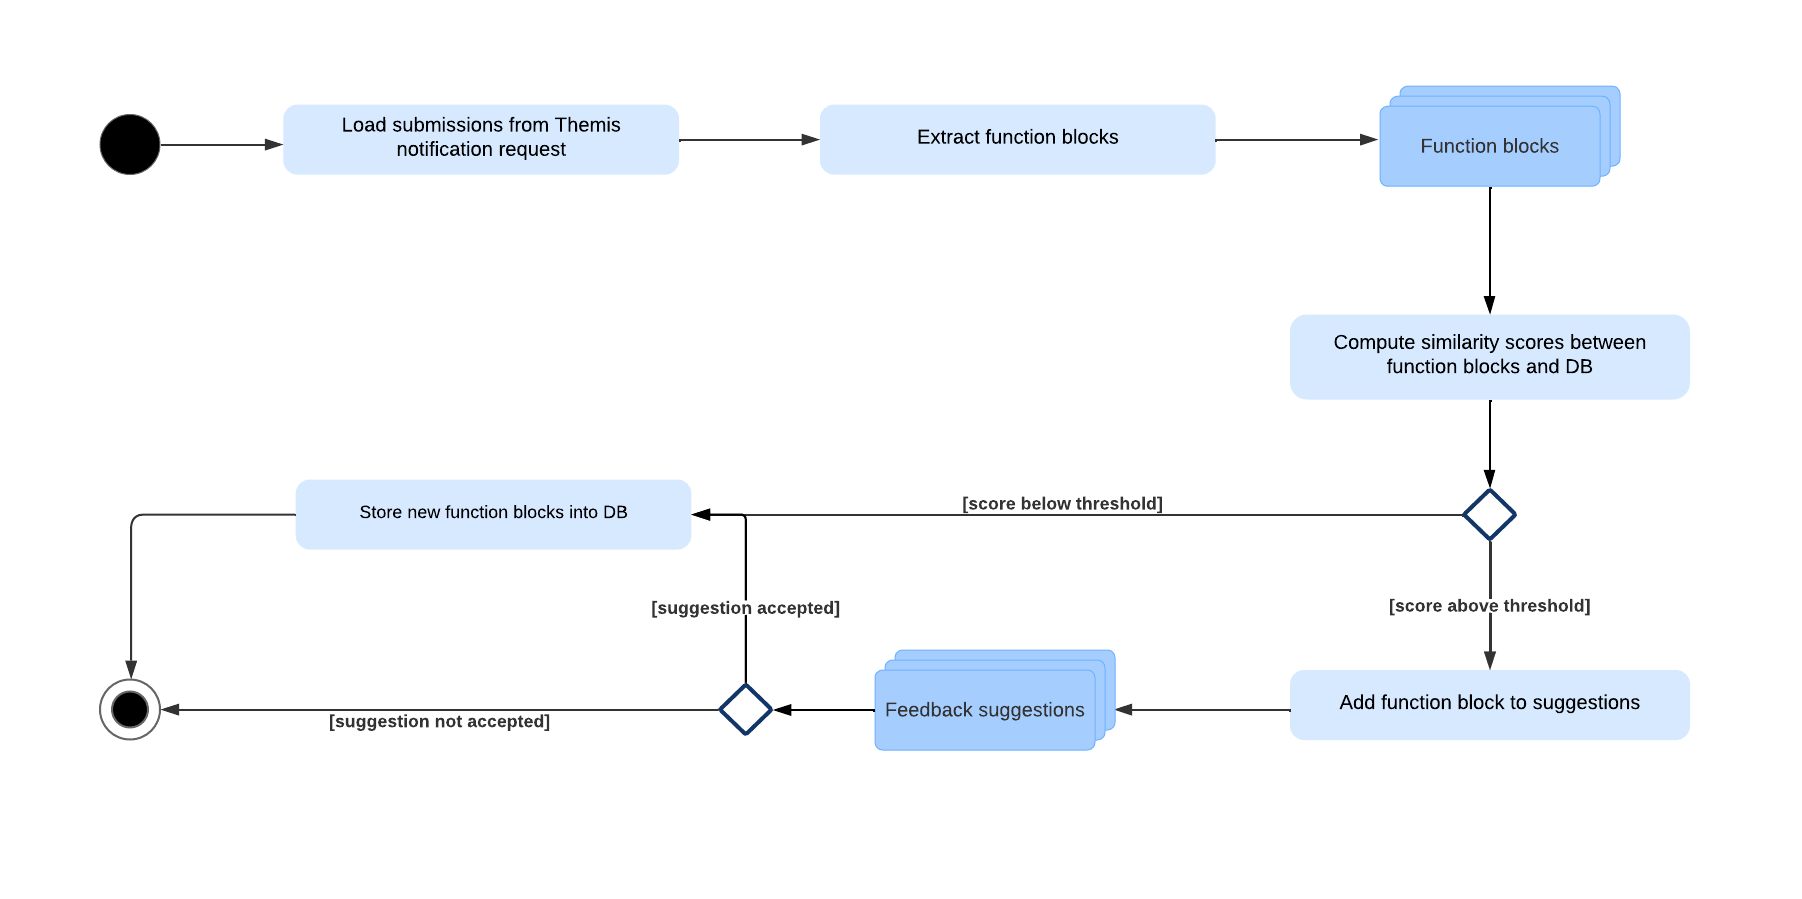 Load submissions from Themis
notification request
Extract function blocks
Function blocks
Compute similarity scores between
function blocks and DB
[score below threshold]
Store new function blocks into DB
[suggestion accepted]
[score above threshold]
Add function block to suggestions
Feedback suggestions
[suggestion not accepted]